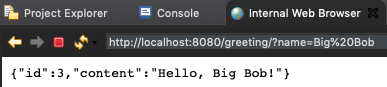 Project Explorer Console Internal Web Browser
http://localhost:8080/greeting/?name=Big%20Bob
{"id":3,"content":"Hello, Big Bob!"}